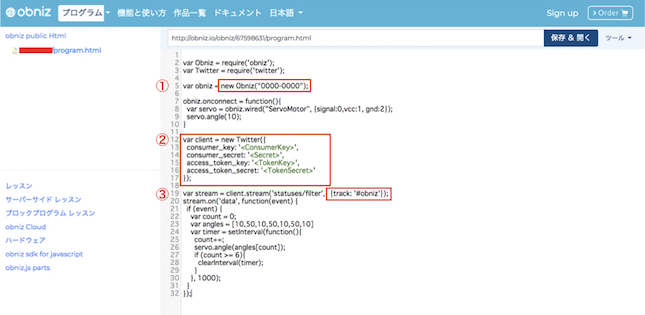 obniz プログラム 機能と使い方 作品一覧 ドキュメント 日本語 Sign up Order
obniz public Html
/program.html
http://obniz.io/obniz/67598631/program.html 保存 & 開く ツール
1
2 var Obniz = require('obniz');
3 var Twitter = require('twitter');
4
① 5 var obniz = new Obniz("0000-0000");
6
7 obniz.onconnect = function(){
8 var servo = obniz.wired("ServoMotor", {signal:0,vcc:1, gnd:2});
9 servo.angle(10);
10 }
11
② 12 var client = new Twitter({
13 consumer_key: '<ConsumerKey>',
14 consumer_secret: '<Secret>',
15 access_token_key: '<TokenKey>',
16 access_token_secret: '<TokenSecret>'
17 });
18
③ 19 var stream = client.stream('statuses/filter', {track: '#obniz'});
20 stream.on('data', function(event) {
21 if (event) {
22 var count = 0;
23 var angles = [10,50,10,50,10,50,10]
24 var timer = setInterval(function(){
25 count++;
26 servo.angle(angles[count]);
27 if (count >= 6){
28 clearInterval(timer);
29 }
30 }, 1000);
31 }
32 });
レッスン
サーバーサイド レッスン
ブロックプログラム レッスン
obniz Cloud
ハードウェア
obniz sdk for javascript
obniz.js parts